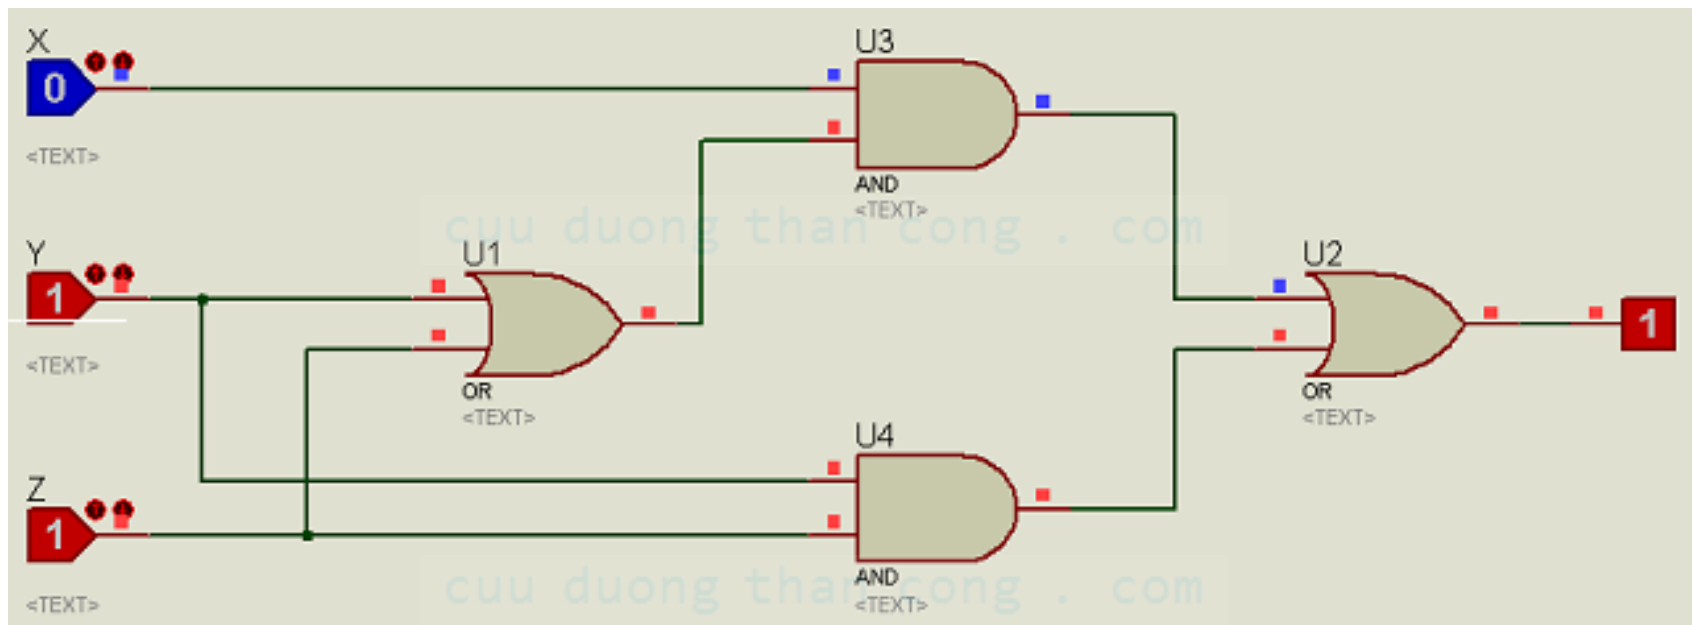 X
0
<TEXT>
U3
AND
<TEXT>
cuu duong than cong . com
Y
1
<TEXT>
U1
OR
<TEXT>
U2
OR
<TEXT>
1
Z
1
<TEXT>
U4
AND
<TEXT>
cuu duong than cong . com